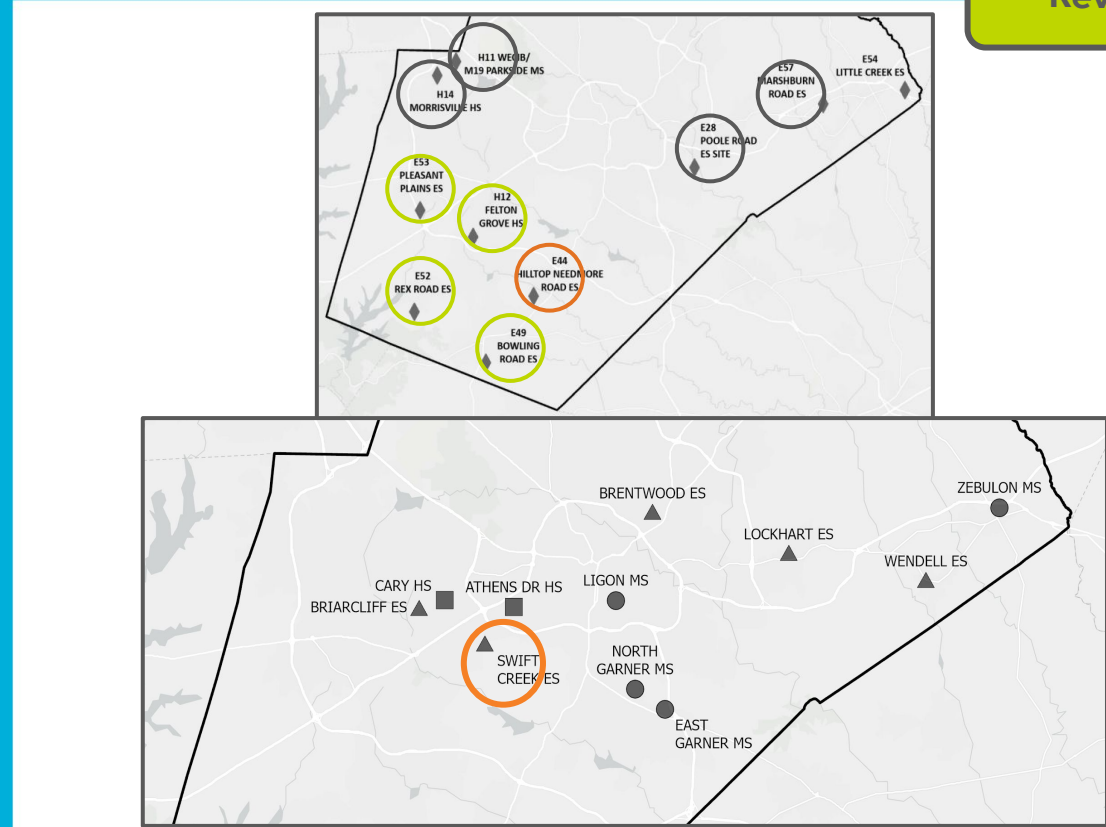 H11 WECIB/
M19 PARKSIDE MS
H14
MORRISVILLE HS
E57
MARSHBURN
ROAD ES
E54
LITTLE CREEK ES
E28
POOLE ROAD
ES SITE
E53
PLEASANT
PLAINS ES
H12
FELTON
GROVE HS
E44
HILLTOP NEEDMORE
ROAD ES
E52
REX ROAD ES
E49
BOWLING
ROAD ES
BRENTWOOD ES
ZEBULON MS
LOCKHART ES
WENDELL ES
CARY HS
ATHENS DR HS
LIGON MS
BRIARCLIFF ES
SWIFT
CREEK ES
NORTH
GARNER MS
EAST
GARNER MS